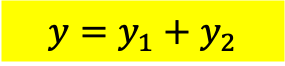 y = y₁ + y₂